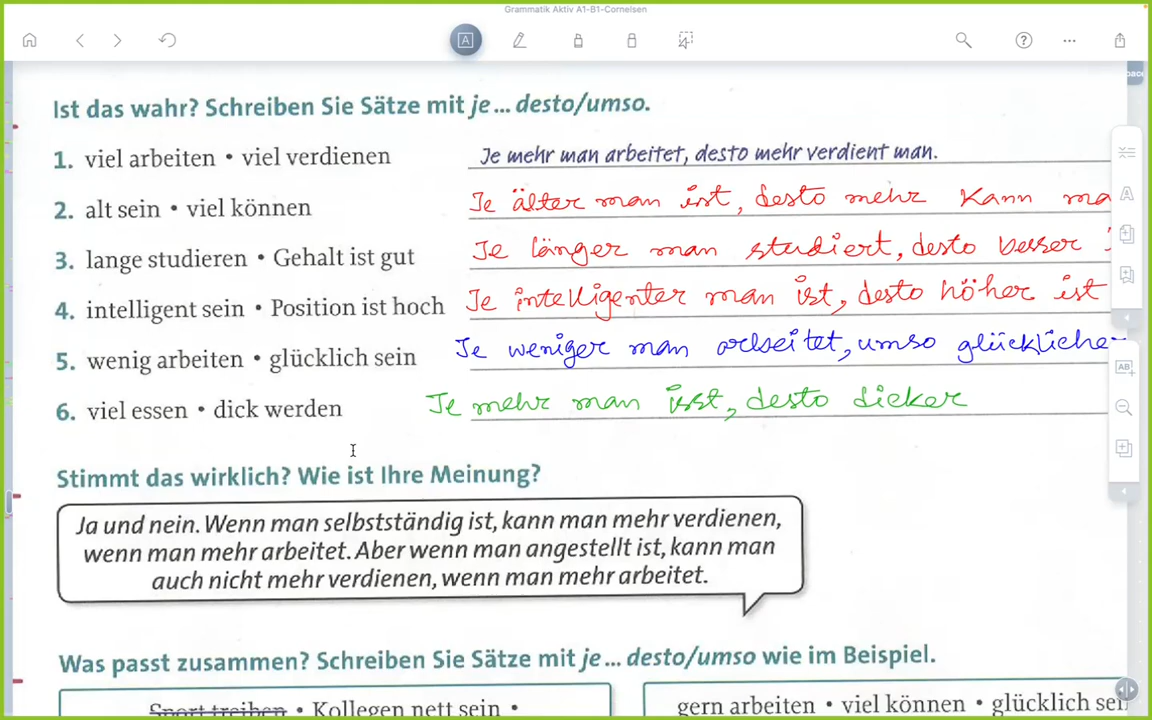 Grammatik Aktiv A1-B1-Cornelsen
Ist das wahr? Schreiben Sie Sätze mit je ... desto/umso.
1. viel arbeiten • viel verdienen Je mehr man arbeitet, desto mehr verdient man.
2. alt sein • viel können Je älter man ist, desto mehr kann ma
3. lange studieren • Gehalt ist gut Je länger man studiert, desto besser
4. intelligent sein • Position ist hoch Je intelligenter man ist, desto höher ist
5. wenig arbeiten • glücklich sein Je weniger man arbeitet, umso glückliche
6. viel essen • dick werden Je mehr man isst, desto dicker
Stimmt das wirklich? Wie ist Ihre Meinung?
Ja und nein. Wenn man selbstständig ist, kann man mehr verdienen,
wenn man mehr arbeitet. Aber wenn man angestellt ist, kann man
auch nicht mehr verdienen, wenn man mehr arbeitet.
Was passt zusammen? Schreiben Sie Sätze mit je ... desto/umso wie im Beispiel.
Sport treiben • Kollegen nett sein •
gern arbeiten • viel können • glücklich sei